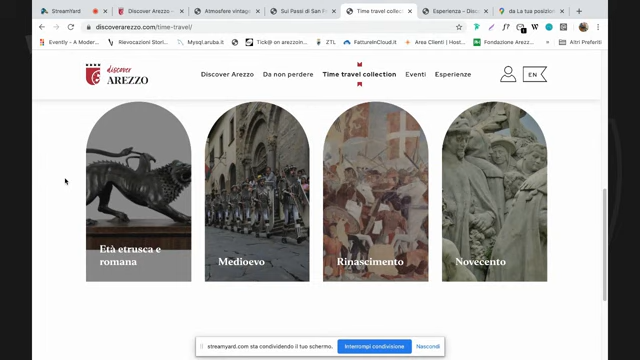 StreamYard
Discover Arezzo -
Atmosfere vintag
Sui Passi di San F
Time travel collec
Esperienza – Disc
da La tua posizion
discoverarezzo.com/time-travel/
Evently - A Moder...
Rievocazioni Stori...
Mysql.aruba.it
Tick@ on arezzoin...
FattureInCloud.it
Area Clienti | Host...
Fondazione Arezz...
Altri Preferiti
discover
AREZZO
Discover Arezzo
Da non perdere
Time travel collection
Eventi
Esperienze
EN
Età etrusca e
romana
Medioevo
Rinascimento
Novecento
streamyard.com sta condividendo il tuo schermo.
Interrompi condivisione
Nascondi